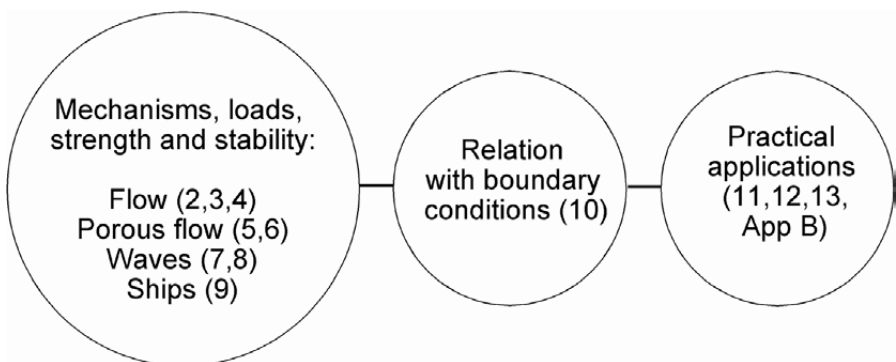 Mechanisms, loads,
strength and stability:
Flow (2,3,4)
Porous flow (5,6)
Waves (7,8)
Ships (9)
Relation
with boundary
conditions (10)
Practical
applications
(11,12,13,
App B)